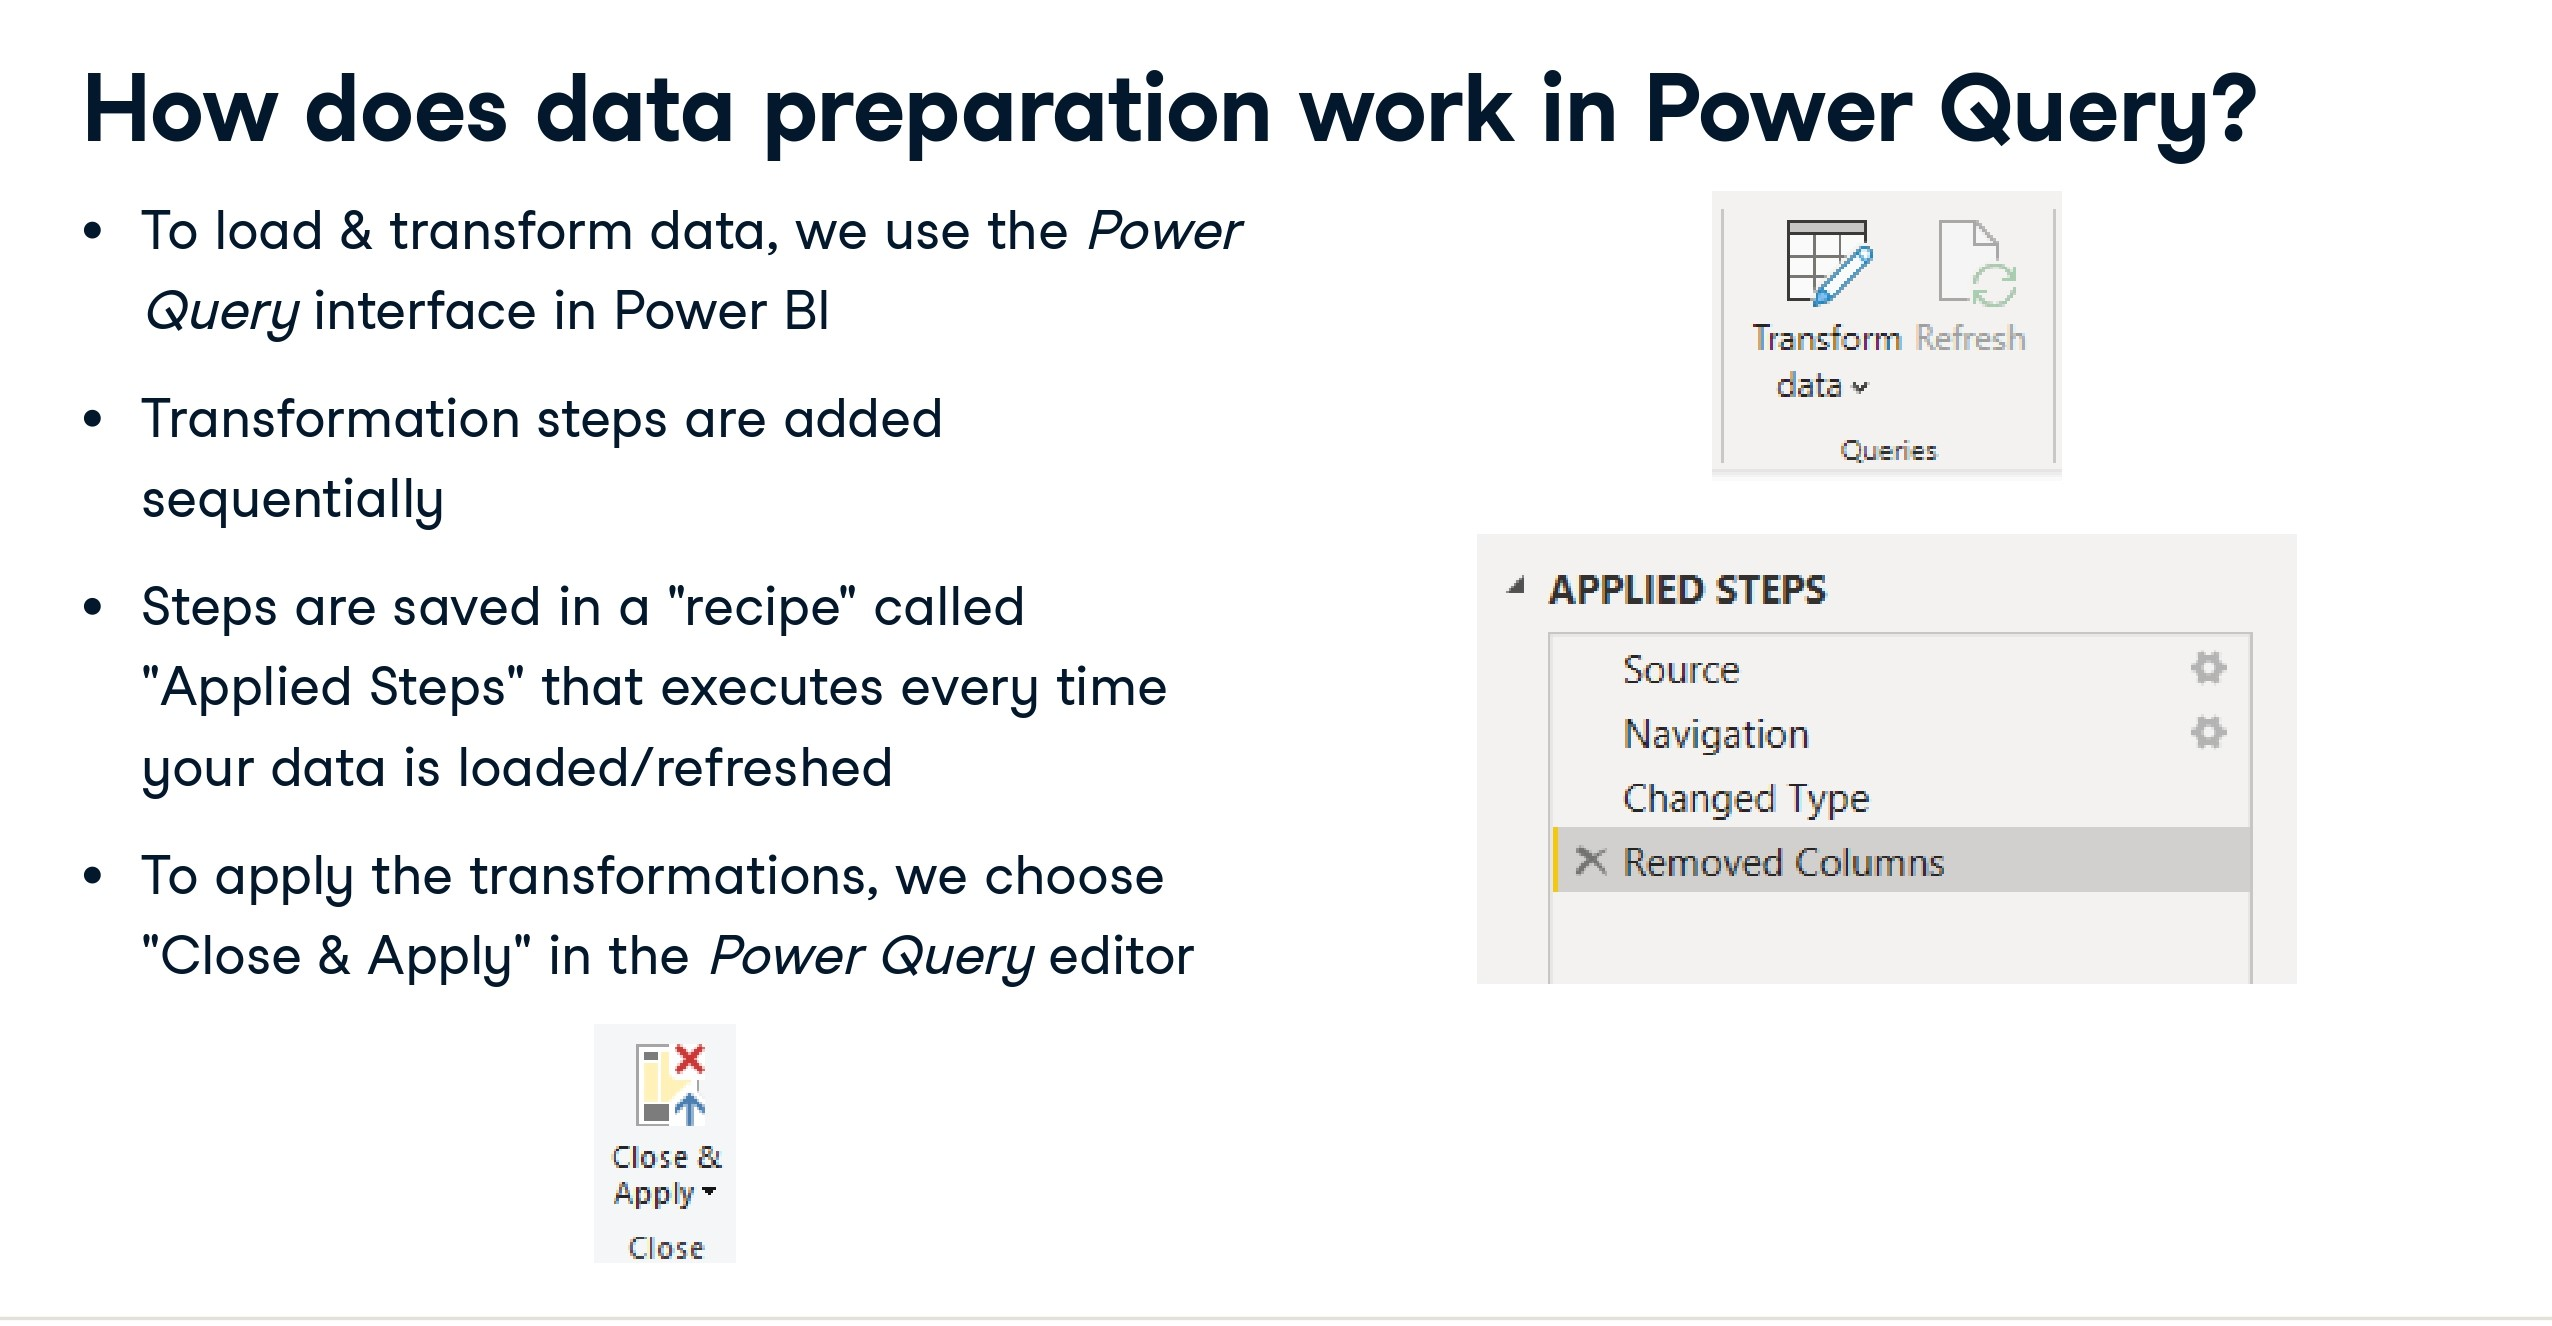 How does data preparation work in Power Query?
• To load & transform data, we use the Power
Query interface in Power BI
• Transformation steps are added
sequentially
• Steps are saved in a "recipe" called
"Applied Steps" that executes every time
your data is loaded/refreshed
• To apply the transformations, we choose
"Close & Apply" in the Power Query editor
Close &
Apply
Close
Transform Refresh
data
Queries
APPLIED STEPS
Source
Navigation
Changed Type
Removed Columns